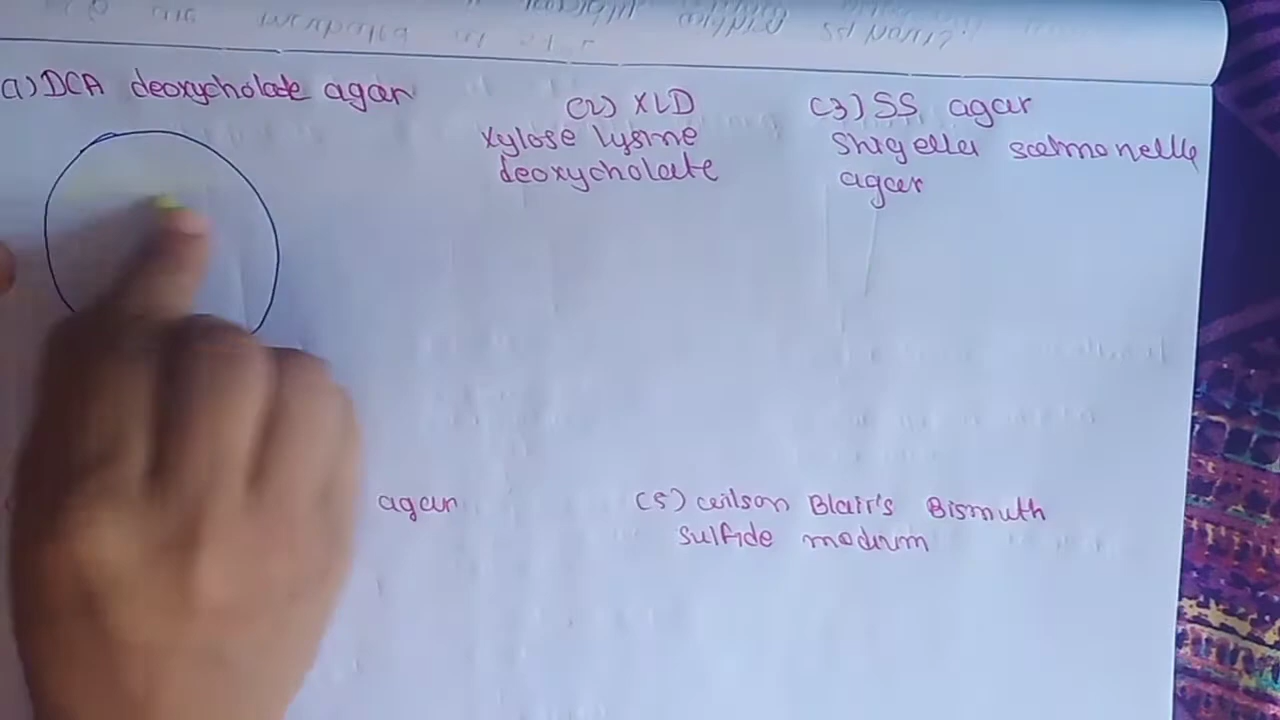 a) DCA deoxycholate agar
(2) XLD
Xylose lysine
deoxycholate
(3) SS agar
Shigella salmonella
agar
agar
(5) Wilson Blair's Bismuth
Sulfide medium